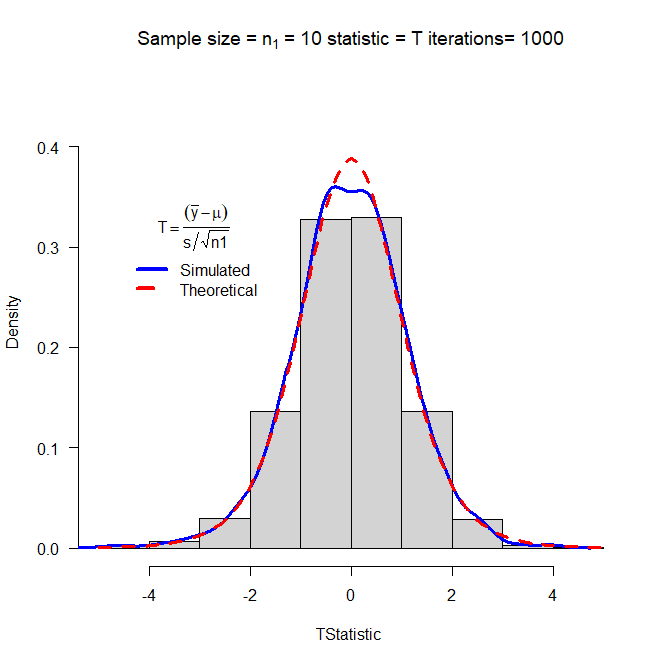 Sample size = n₁ = 10 statistic = T iterations= 1000
0.4
0.3
0.2
0.1
0.0
Density
T = (ȳ − μ)
s/√n1
Simulated
Theoretical
-4 -2 0 2 4
TStatistic